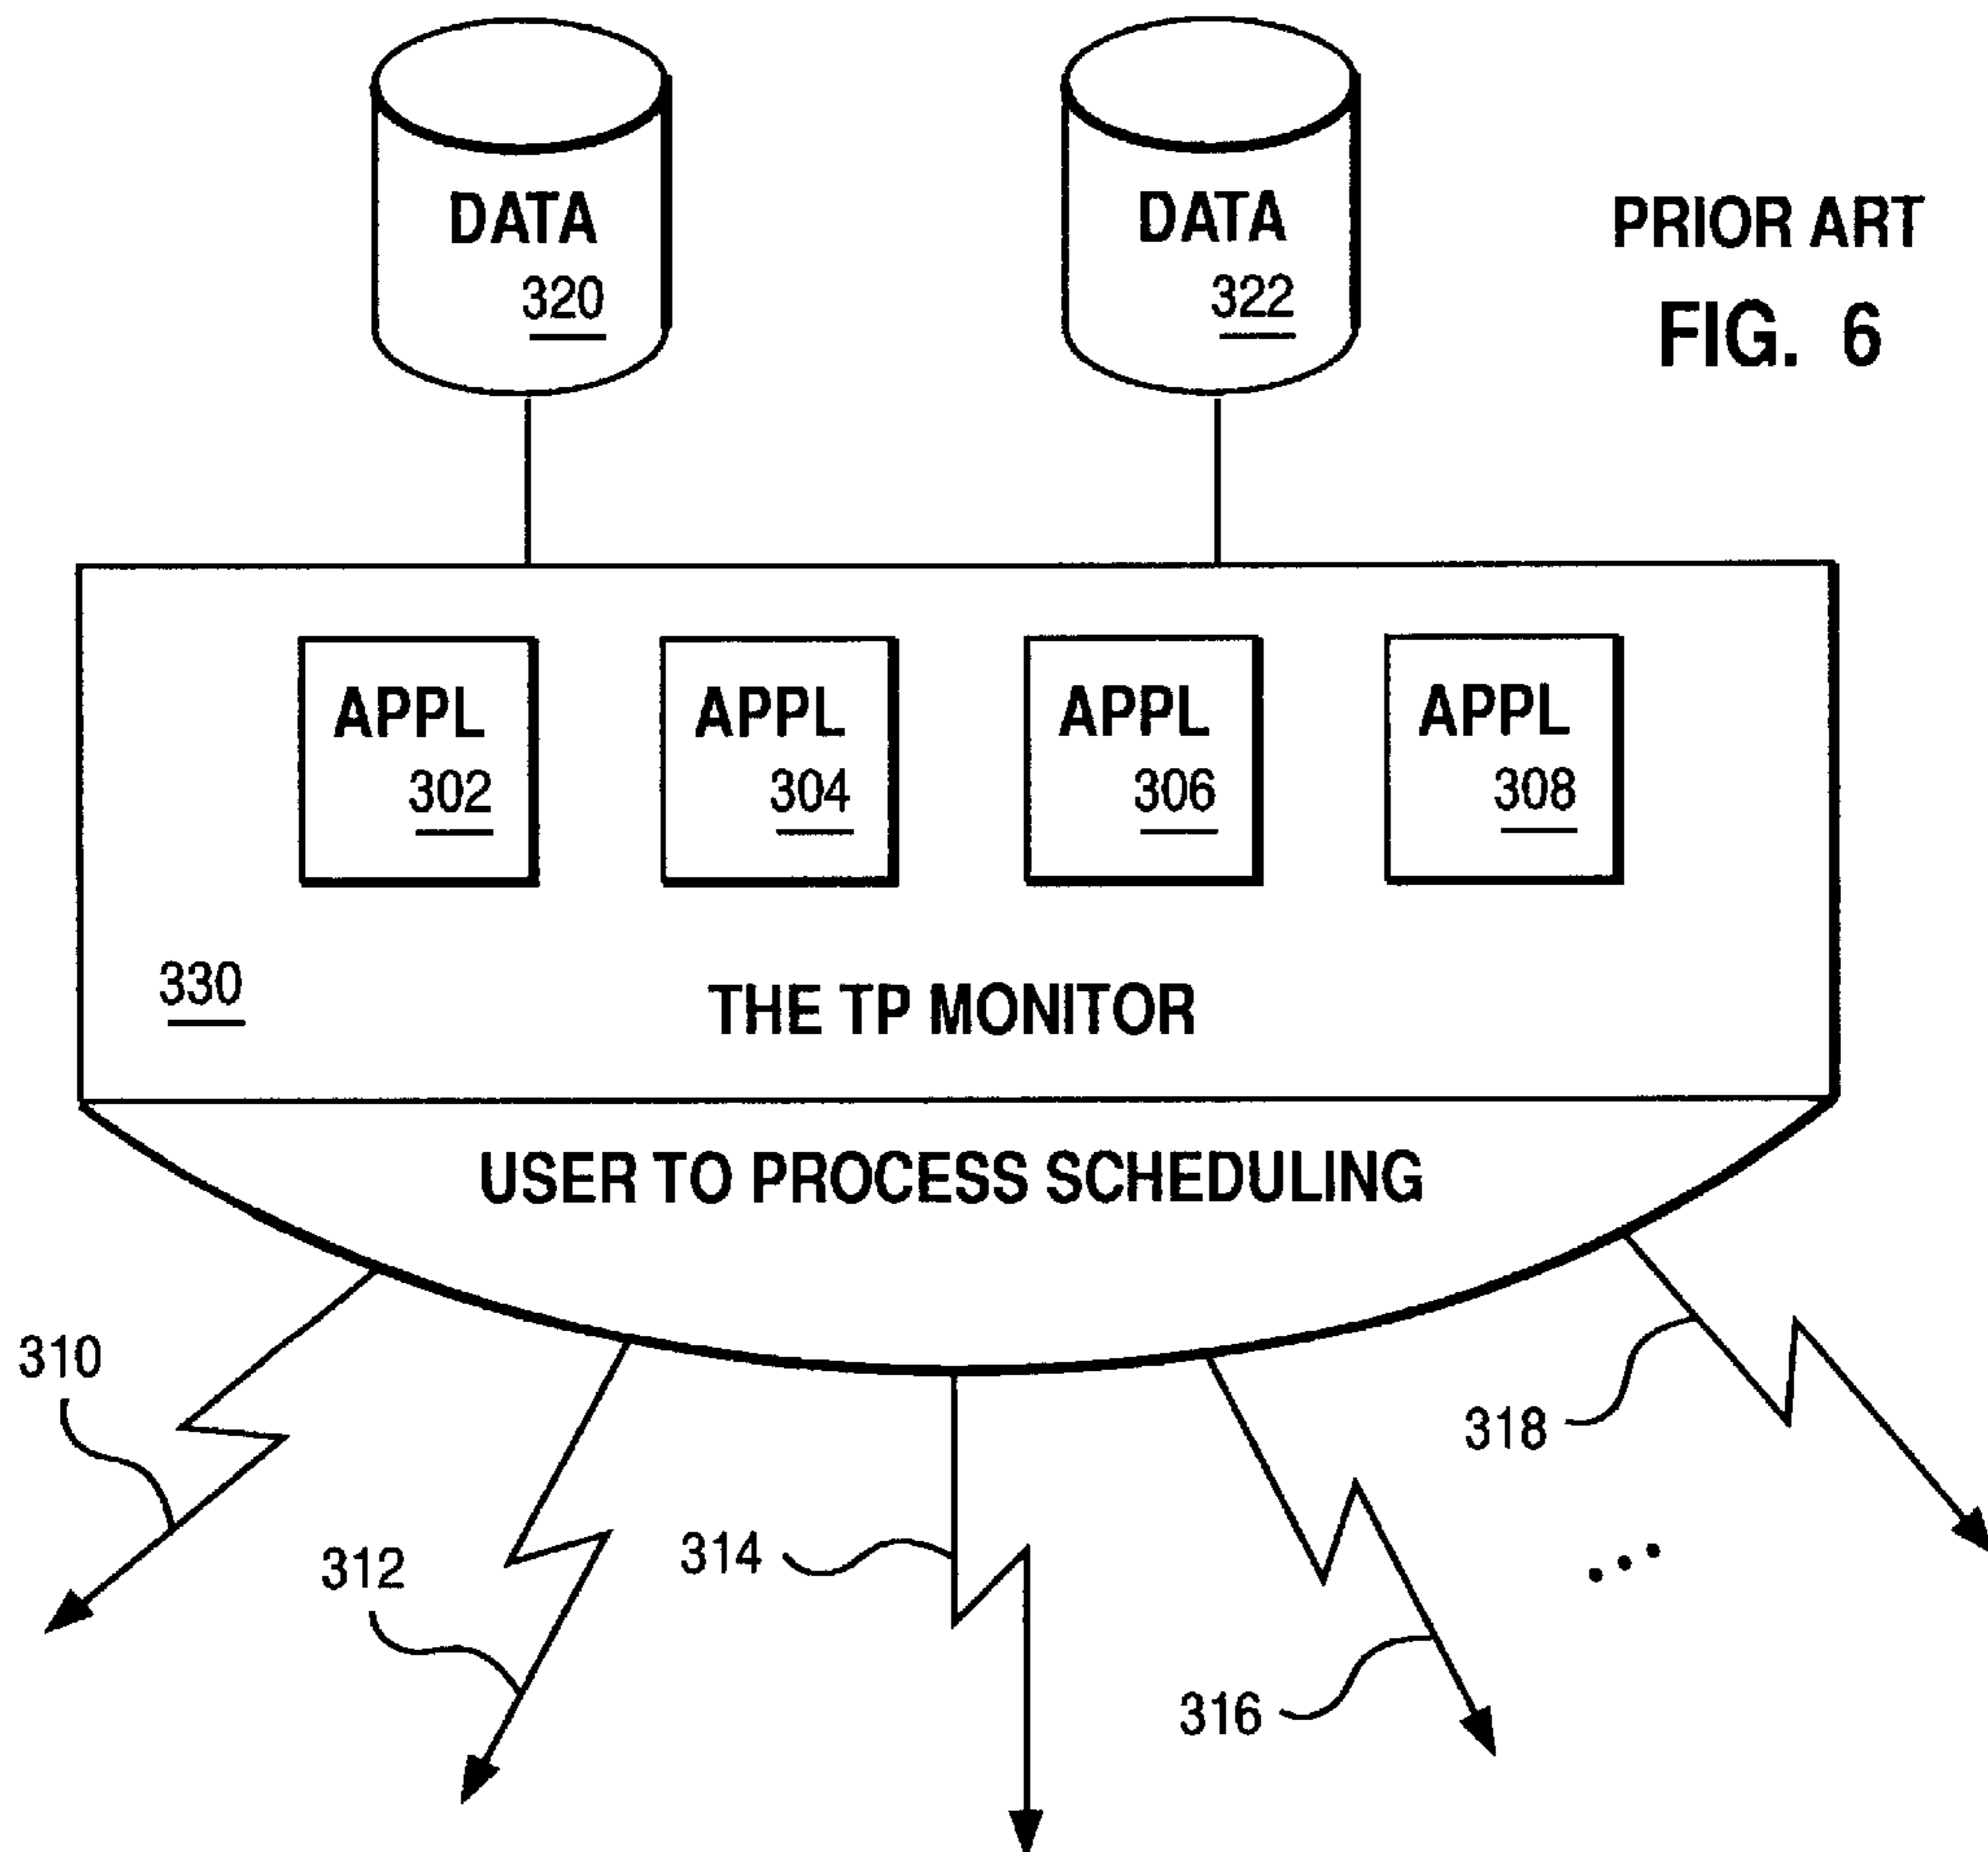 DATA
320
DATA
322
PRIOR ART
FIG. 6
APPL
302
APPL
304
APPL
306
APPL
308
330
THE TP MONITOR
USER TO PROCESS SCHEDULING
310
312
314
316
318